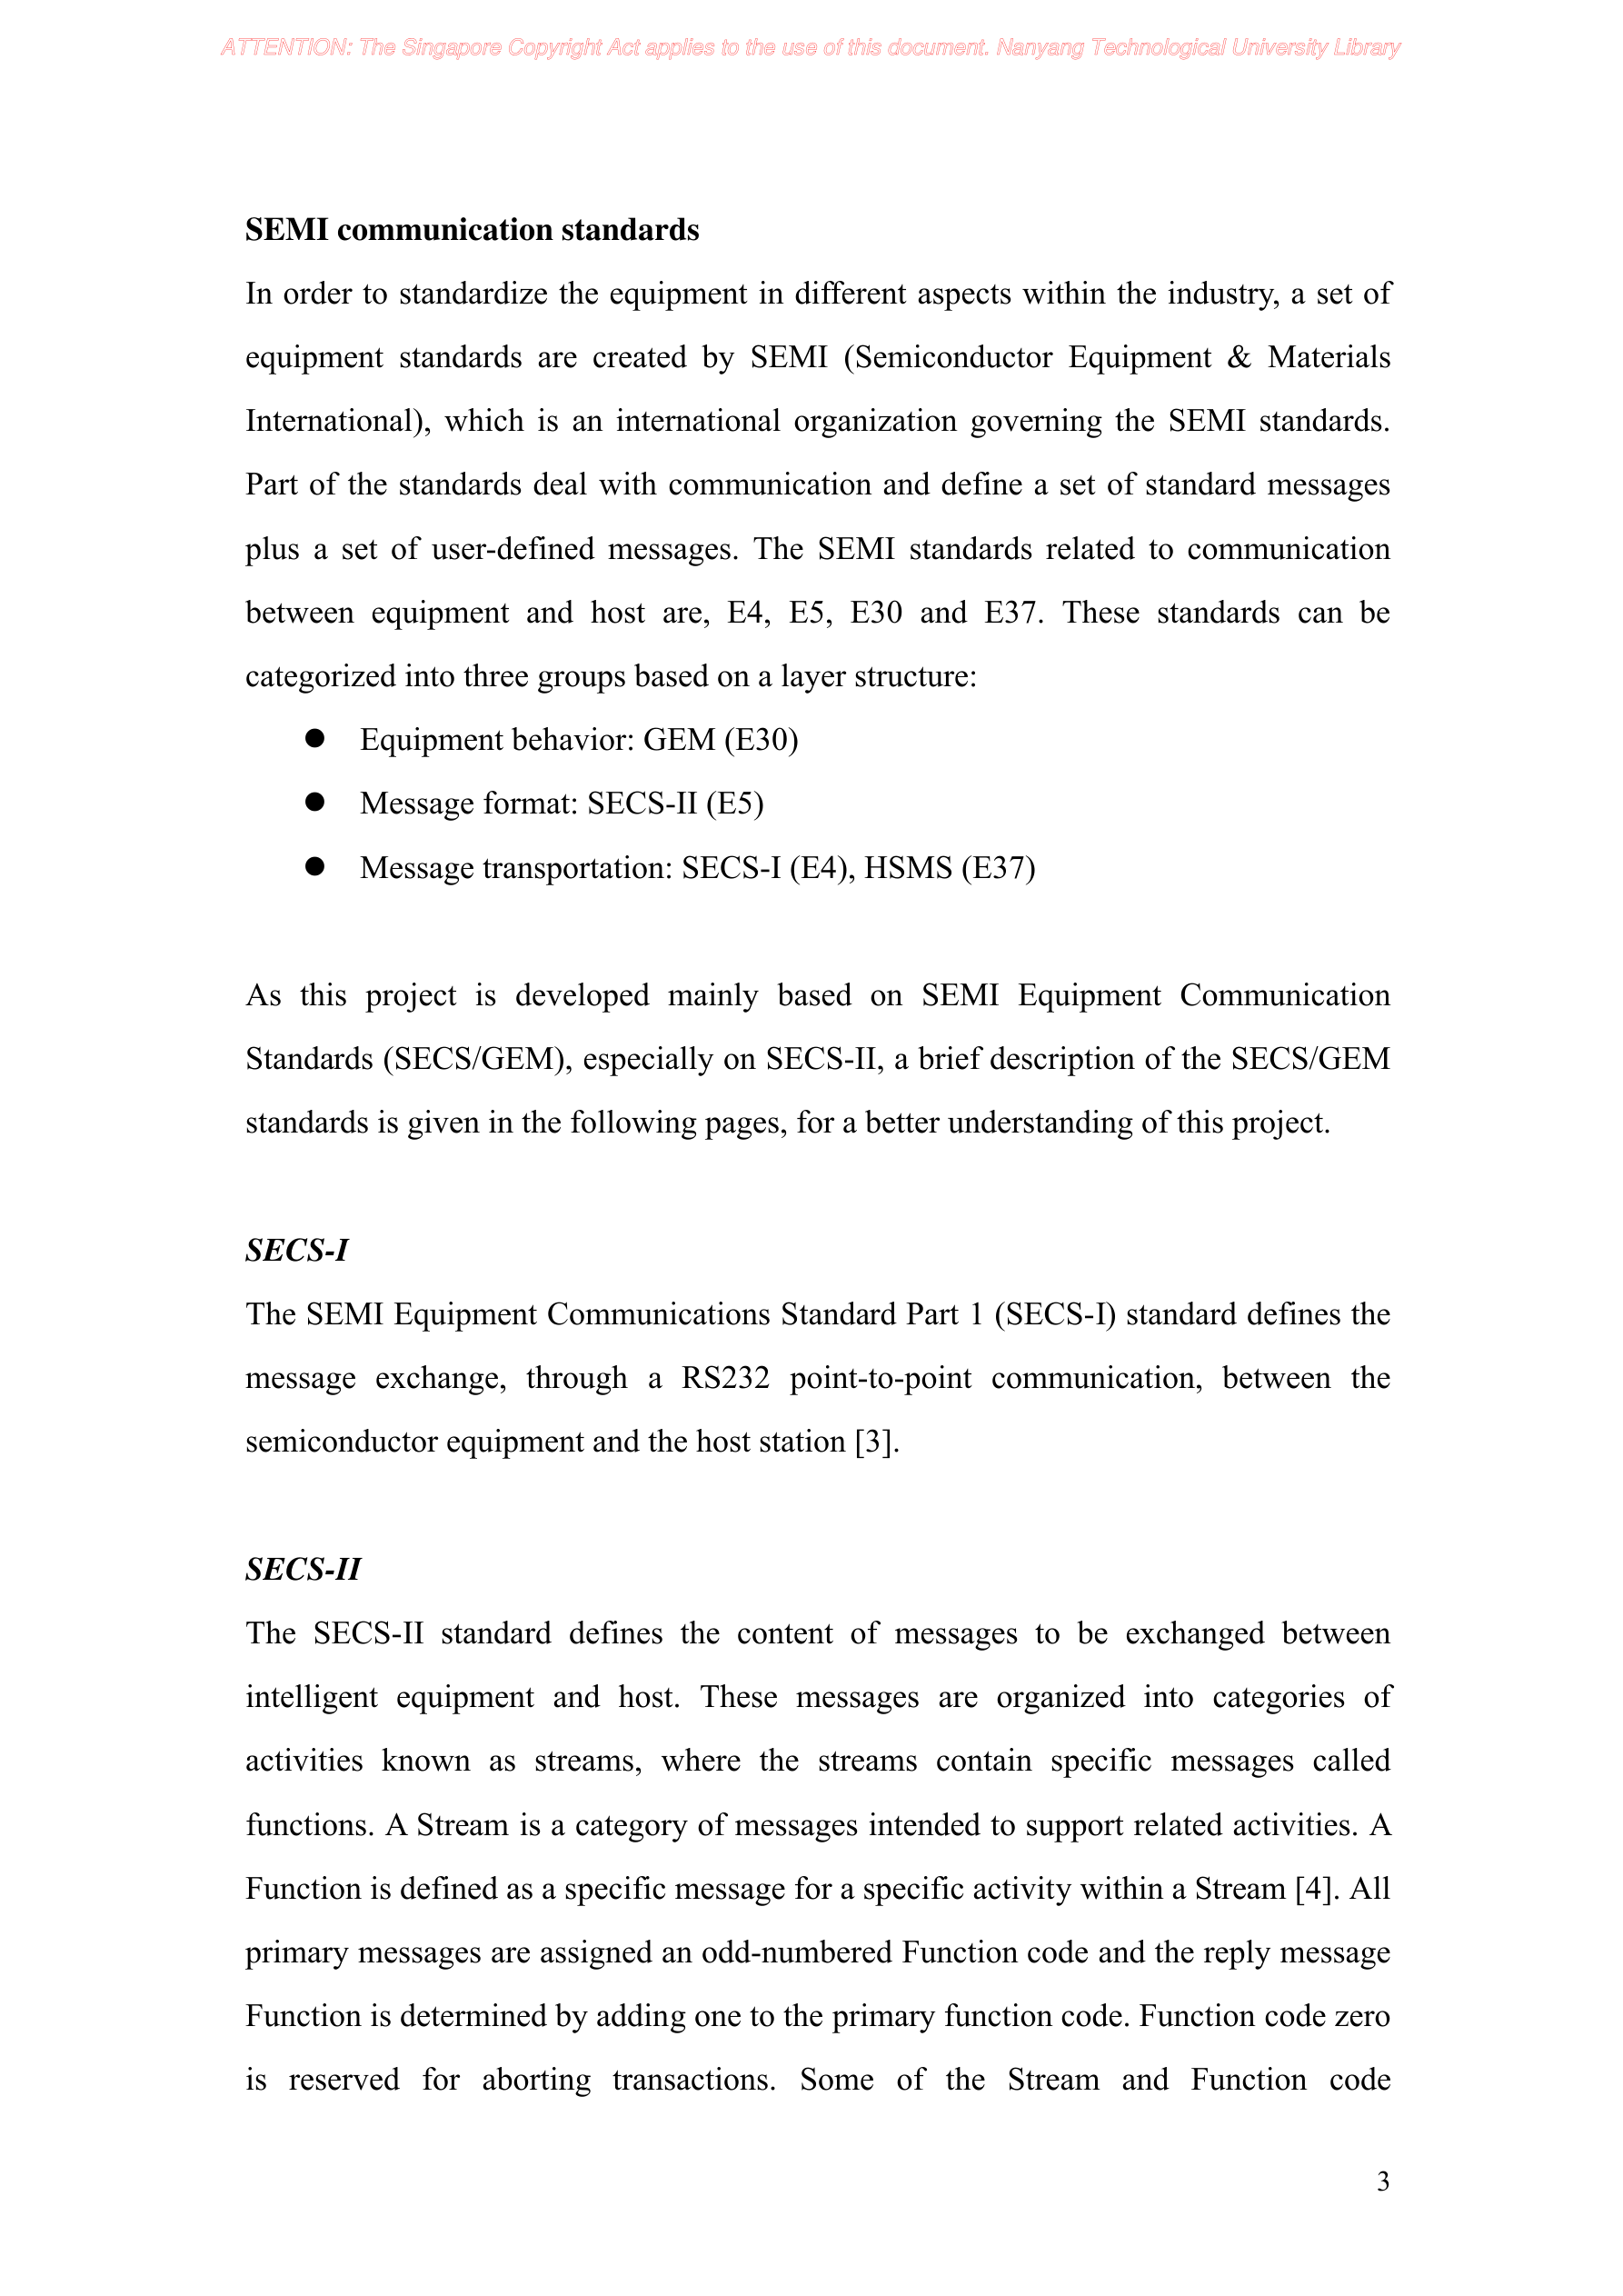 ATTENTION: The Singapore Copyright Act applies to the use of this document. Nanyang Technological University Library
SEMI communication standards
In order to standardize the equipment in different aspects within the industry, a set of
equipment standards are created by SEMI (Semiconductor Equipment & Materials
International), which is an international organization governing the SEMI standards.
Part of the standards deal with communication and define a set of standard messages
plus a set of user-defined messages. The SEMI standards related to communication
between equipment and host are, E4, E5, E30 and E37. These standards can be
categorized into three groups based on a layer structure:
● Equipment behavior: GEM (E30)
● Message format: SECS-II (E5)
● Message transportation: SECS-I (E4), HSMS (E37)
As this project is developed mainly based on SEMI Equipment Communication
Standards (SECS/GEM), especially on SECS-II, a brief description of the SECS/GEM
standards is given in the following pages, for a better understanding of this project.
SECS-I
The SEMI Equipment Communications Standard Part 1 (SECS-I) standard defines the
message exchange, through a RS232 point-to-point communication, between the
semiconductor equipment and the host station [3].
SECS-II
The SECS-II standard defines the content of messages to be exchanged between
intelligent equipment and host. These messages are organized into categories of
activities known as streams, where the streams contain specific messages called
functions. A Stream is a category of messages intended to support related activities. A
Function is defined as a specific message for a specific activity within a Stream [4]. All
primary messages are assigned an odd-numbered Function code and the reply message
Function is determined by adding one to the primary function code. Function code zero
is reserved for aborting transactions. Some of the Stream and Function code
3